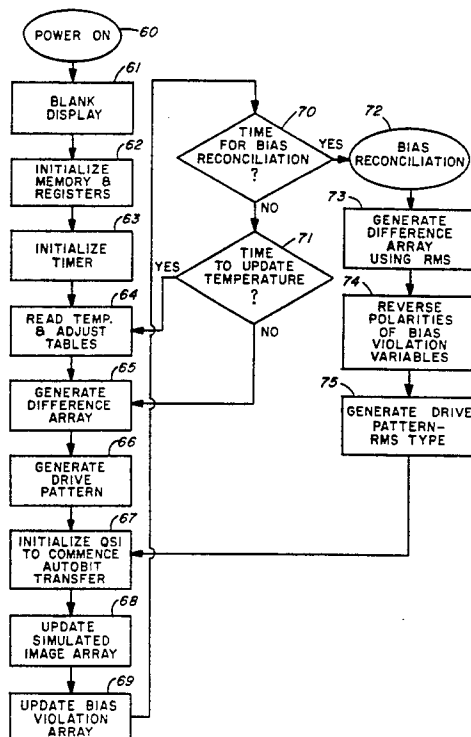 POWER ON
60
61
BLANK
DISPLAY
62
INITIALIZE
MEMORY &
REGISTERS
63
INITIALIZE
TIMER
64
READ TEMP.
& ADJUST
TABLES
65
GENERATE
DIFFERENCE
ARRAY
66
GENERATE
DRIVE
PATTERN
67
INITIALIZE QSI
TO COMMENCE
AUTOBIT
TRANSFER
68
UPDATE
SIMULATED
IMAGE ARRAY
69
UPDATE BIAS
VIOLATION
ARRAY
70
TIME
FOR BIAS
RECONCILIATION
?
YES
NO
71
TIME
TO UPDATE
TEMPERATURE
?
YES
NO
72
BIAS
RECONCILIATION
73
GENERATE
DIFFERENCE
ARRAY
USING RMS
74
REVERSE
POLARITIES
OF BIAS
VIOLATION
VARIABLES
75
GENERATE DRIVE
PATTERN-
RMS TYPE